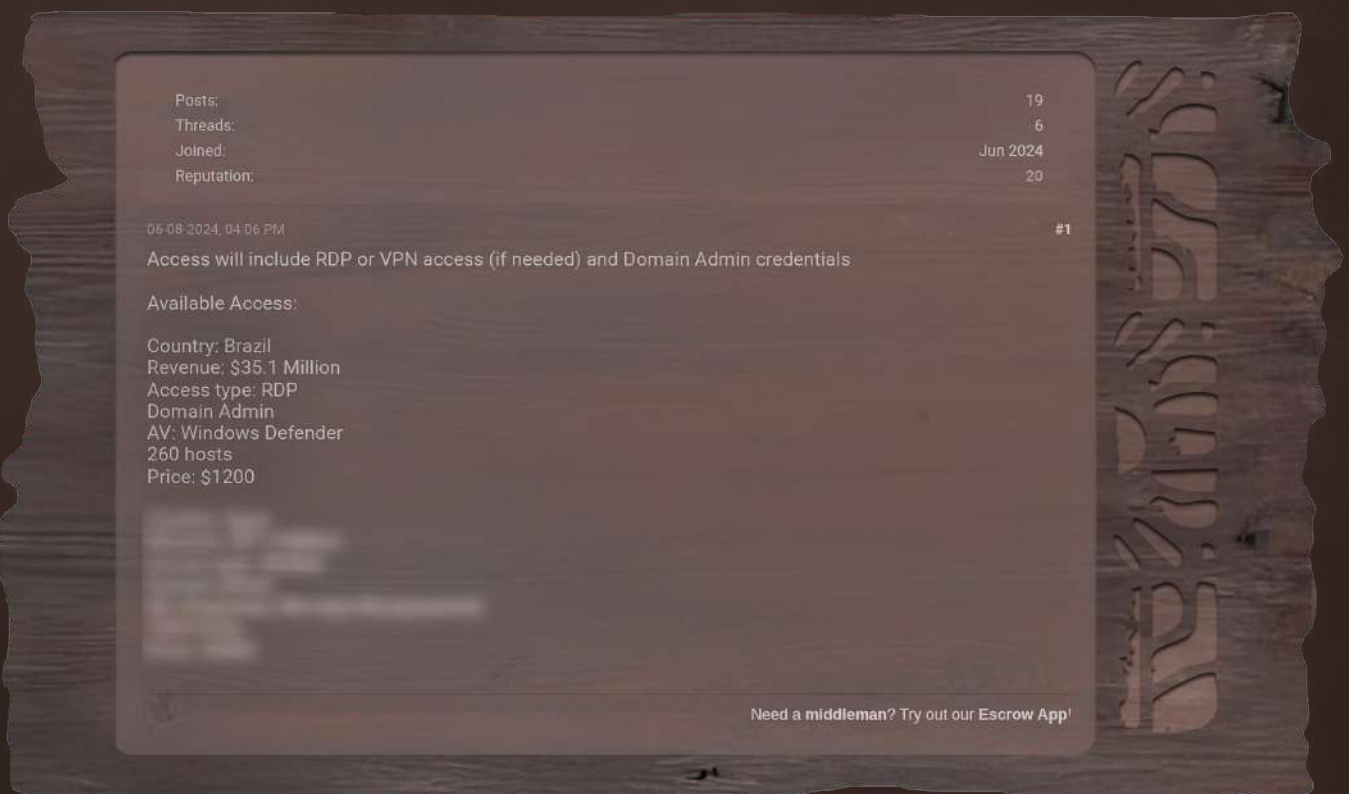 Posts: 19
Threads: 6
Joined: Jun 2024
Reputation: 20
06-08-2024, 04:06 PM #1
Access will include RDP or VPN access (if needed) and Domain Admin credentials
Available Access:
Country: Brazil
Revenue: $35.1 Million
Access type: RDP
Domain Admin
AV: Windows Defender
260 hosts
Price: $1200
Need a middleman? Try out our Escrow App!